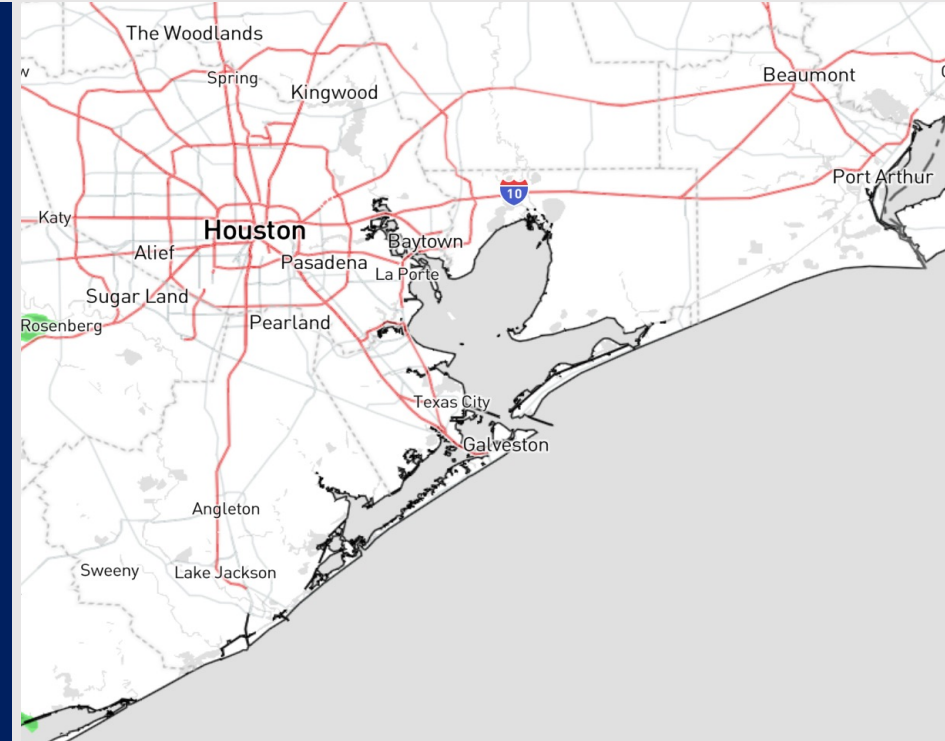 The Woodlands
Spring
Kingwood
Beaumont
Port Arthur
10
Katy
Houston
Baytown
Alief
Pasadena
La Porte
Sugar Land
Rosenberg
Pearland
Texas City
Galveston
Angleton
Sweeny
Lake Jackson